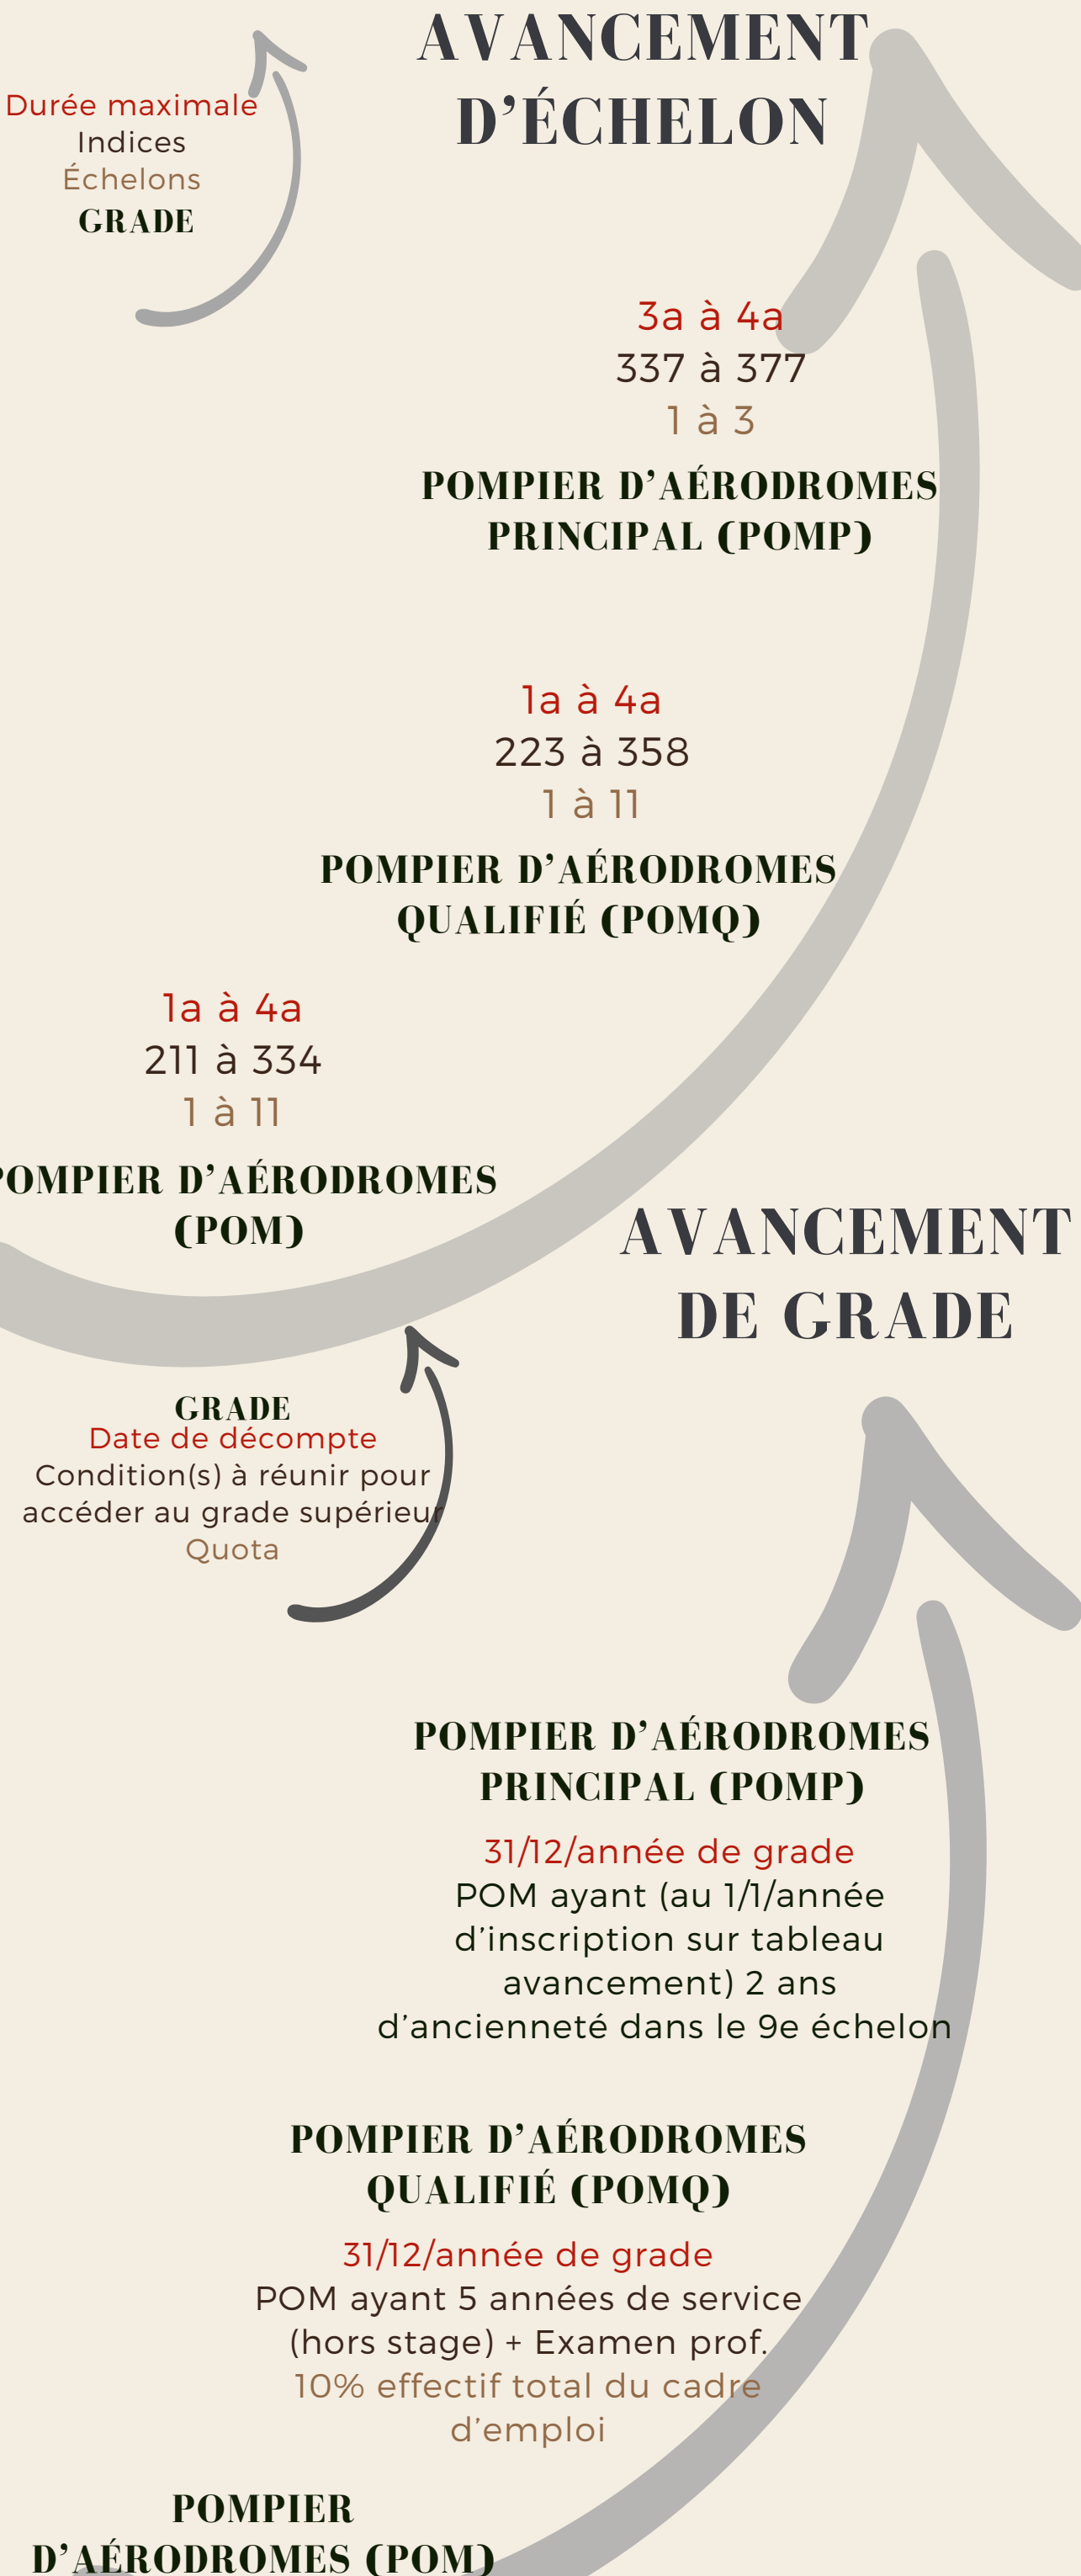 AVANCEMENT
D’ÉCHELON
Durée maximale
Indices
Échelons
GRADE
3a à 4a
337 à 377
1 à 3
POMPIER D’AÉRODROMES
PRINCIPAL (POMP)
1a à 4a
223 à 358
1 à 11
POMPIER D’AÉRODROMES
QUALIFIÉ (POMQ)
1a à 4a
211 à 334
1 à 11
POMPIER D’AÉRODROMES
(POM)
AVANCEMENT
DE GRADE
GRADE
Date de décompte
Condition(s) à réunir pour
accéder au grade supérieur
Quota
POMPIER D’AÉRODROMES
PRINCIPAL (POMP)
31/12/année de grade
POM ayant (au 1/1/année
d’inscription sur tableau
avancement) 2 ans
d’ancienneté dans le 9e échelon
POMPIER D’AÉRODROMES
QUALIFIÉ (POMQ)
31/12/année de grade
POM ayant 5 années de service
(hors stage) + Examen prof.
10% effectif total du cadre
d’emploi
POMPIER
D’AÉRODROMES (POM)